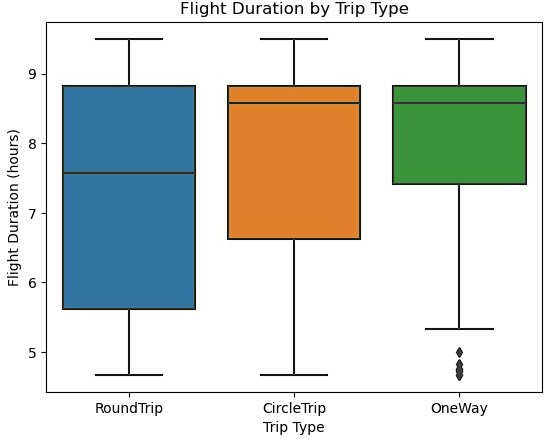 Flight Duration by Trip Type
9
8
7
6
5
Flight Duration (hours)
RoundTrip CircleTrip OneWay
Trip Type